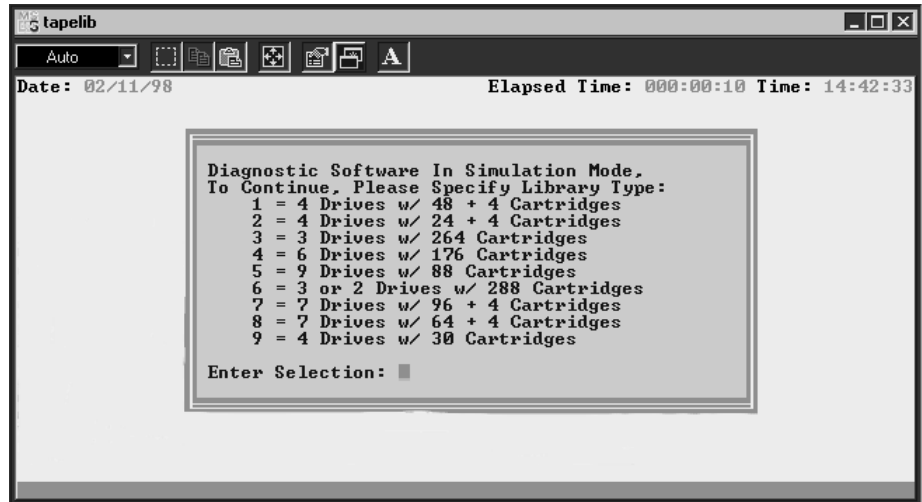 tapelib
Auto
A
Date: 02/11/98 Elapsed Time: 000:00:10 Time: 14:42:33
Diagnostic Software In Simulation Mode,
To Continue, Please Specify Library Type:
1 = 4 Drives w/ 48 + 4 Cartridges
2 = 4 Drives w/ 24 + 4 Cartridges
3 = 3 Drives w/ 264 Cartridges
4 = 6 Drives w/ 176 Cartridges
5 = 9 Drives w/ 88 Cartridges
6 = 3 or 2 Drives w/ 288 Cartridges
7 = 7 Drives w/ 96 + 4 Cartridges
8 = 7 Drives w/ 64 + 4 Cartridges
9 = 4 Drives w/ 30 Cartridges
Enter Selection: